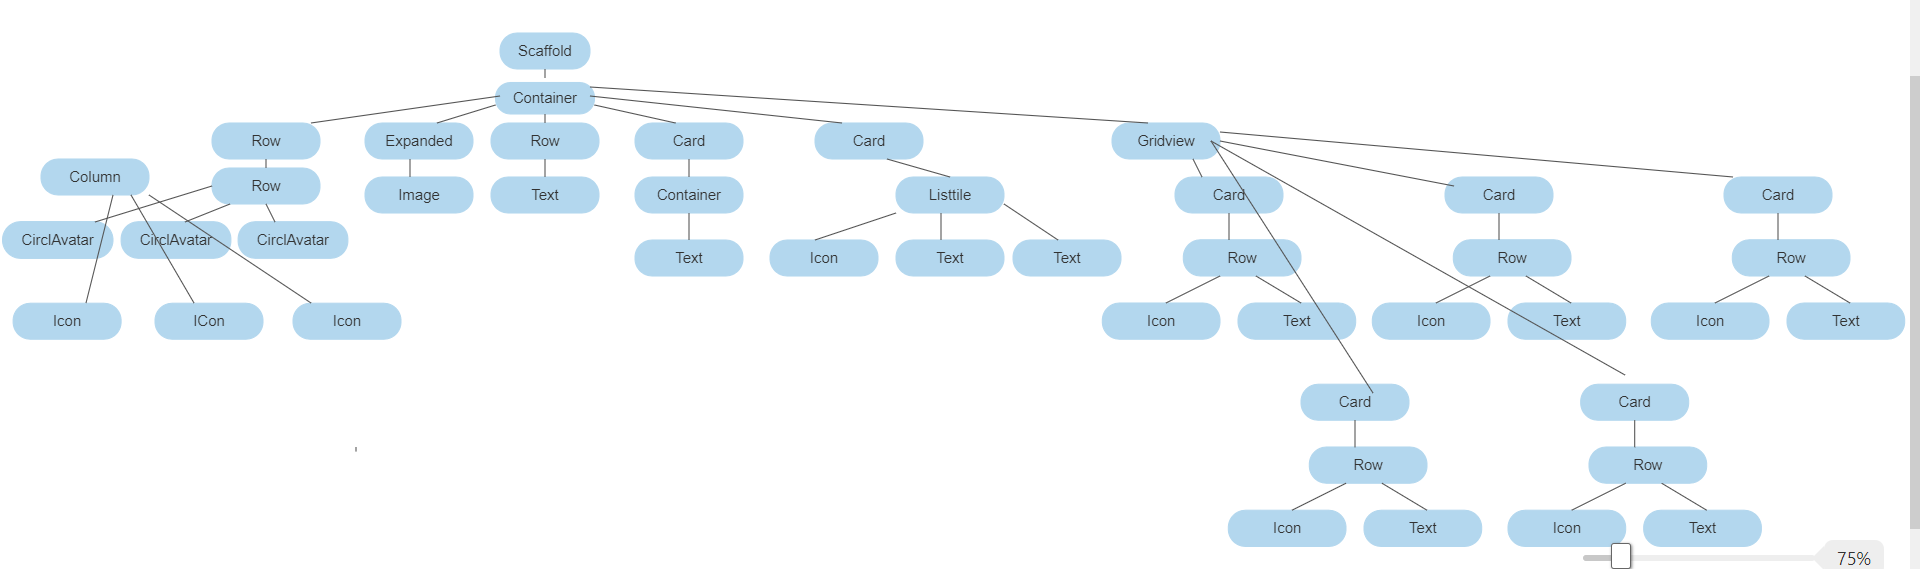 Scaffold
Container
Row
Expanded
Row
Card
Card
Gridview
Column
Row
Image
Text
Container
Listtile
Card
Card
Card
CirclAvatar
CirclAvatar
CirclAvatar
Text
Icon
Text
Text
Row
Row
Row
Icon
ICon
Icon
Icon
Text
Icon
Text
Icon
Text
Card
Card
Row
Row
Icon
Text
Icon
Text
75%